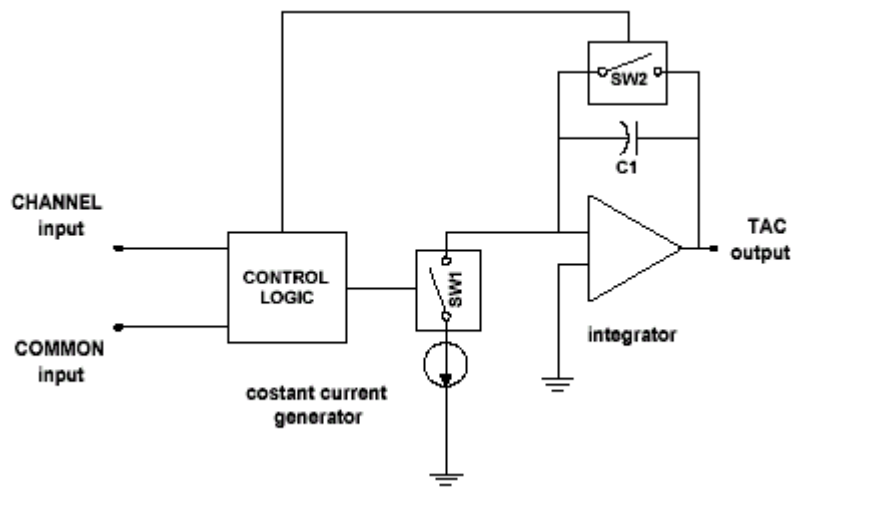 SW2
C1
CHANNEL
input
TAC
output
CONTROL
LOGIC
SW1
COMMON
input
integrator
costant current
generator